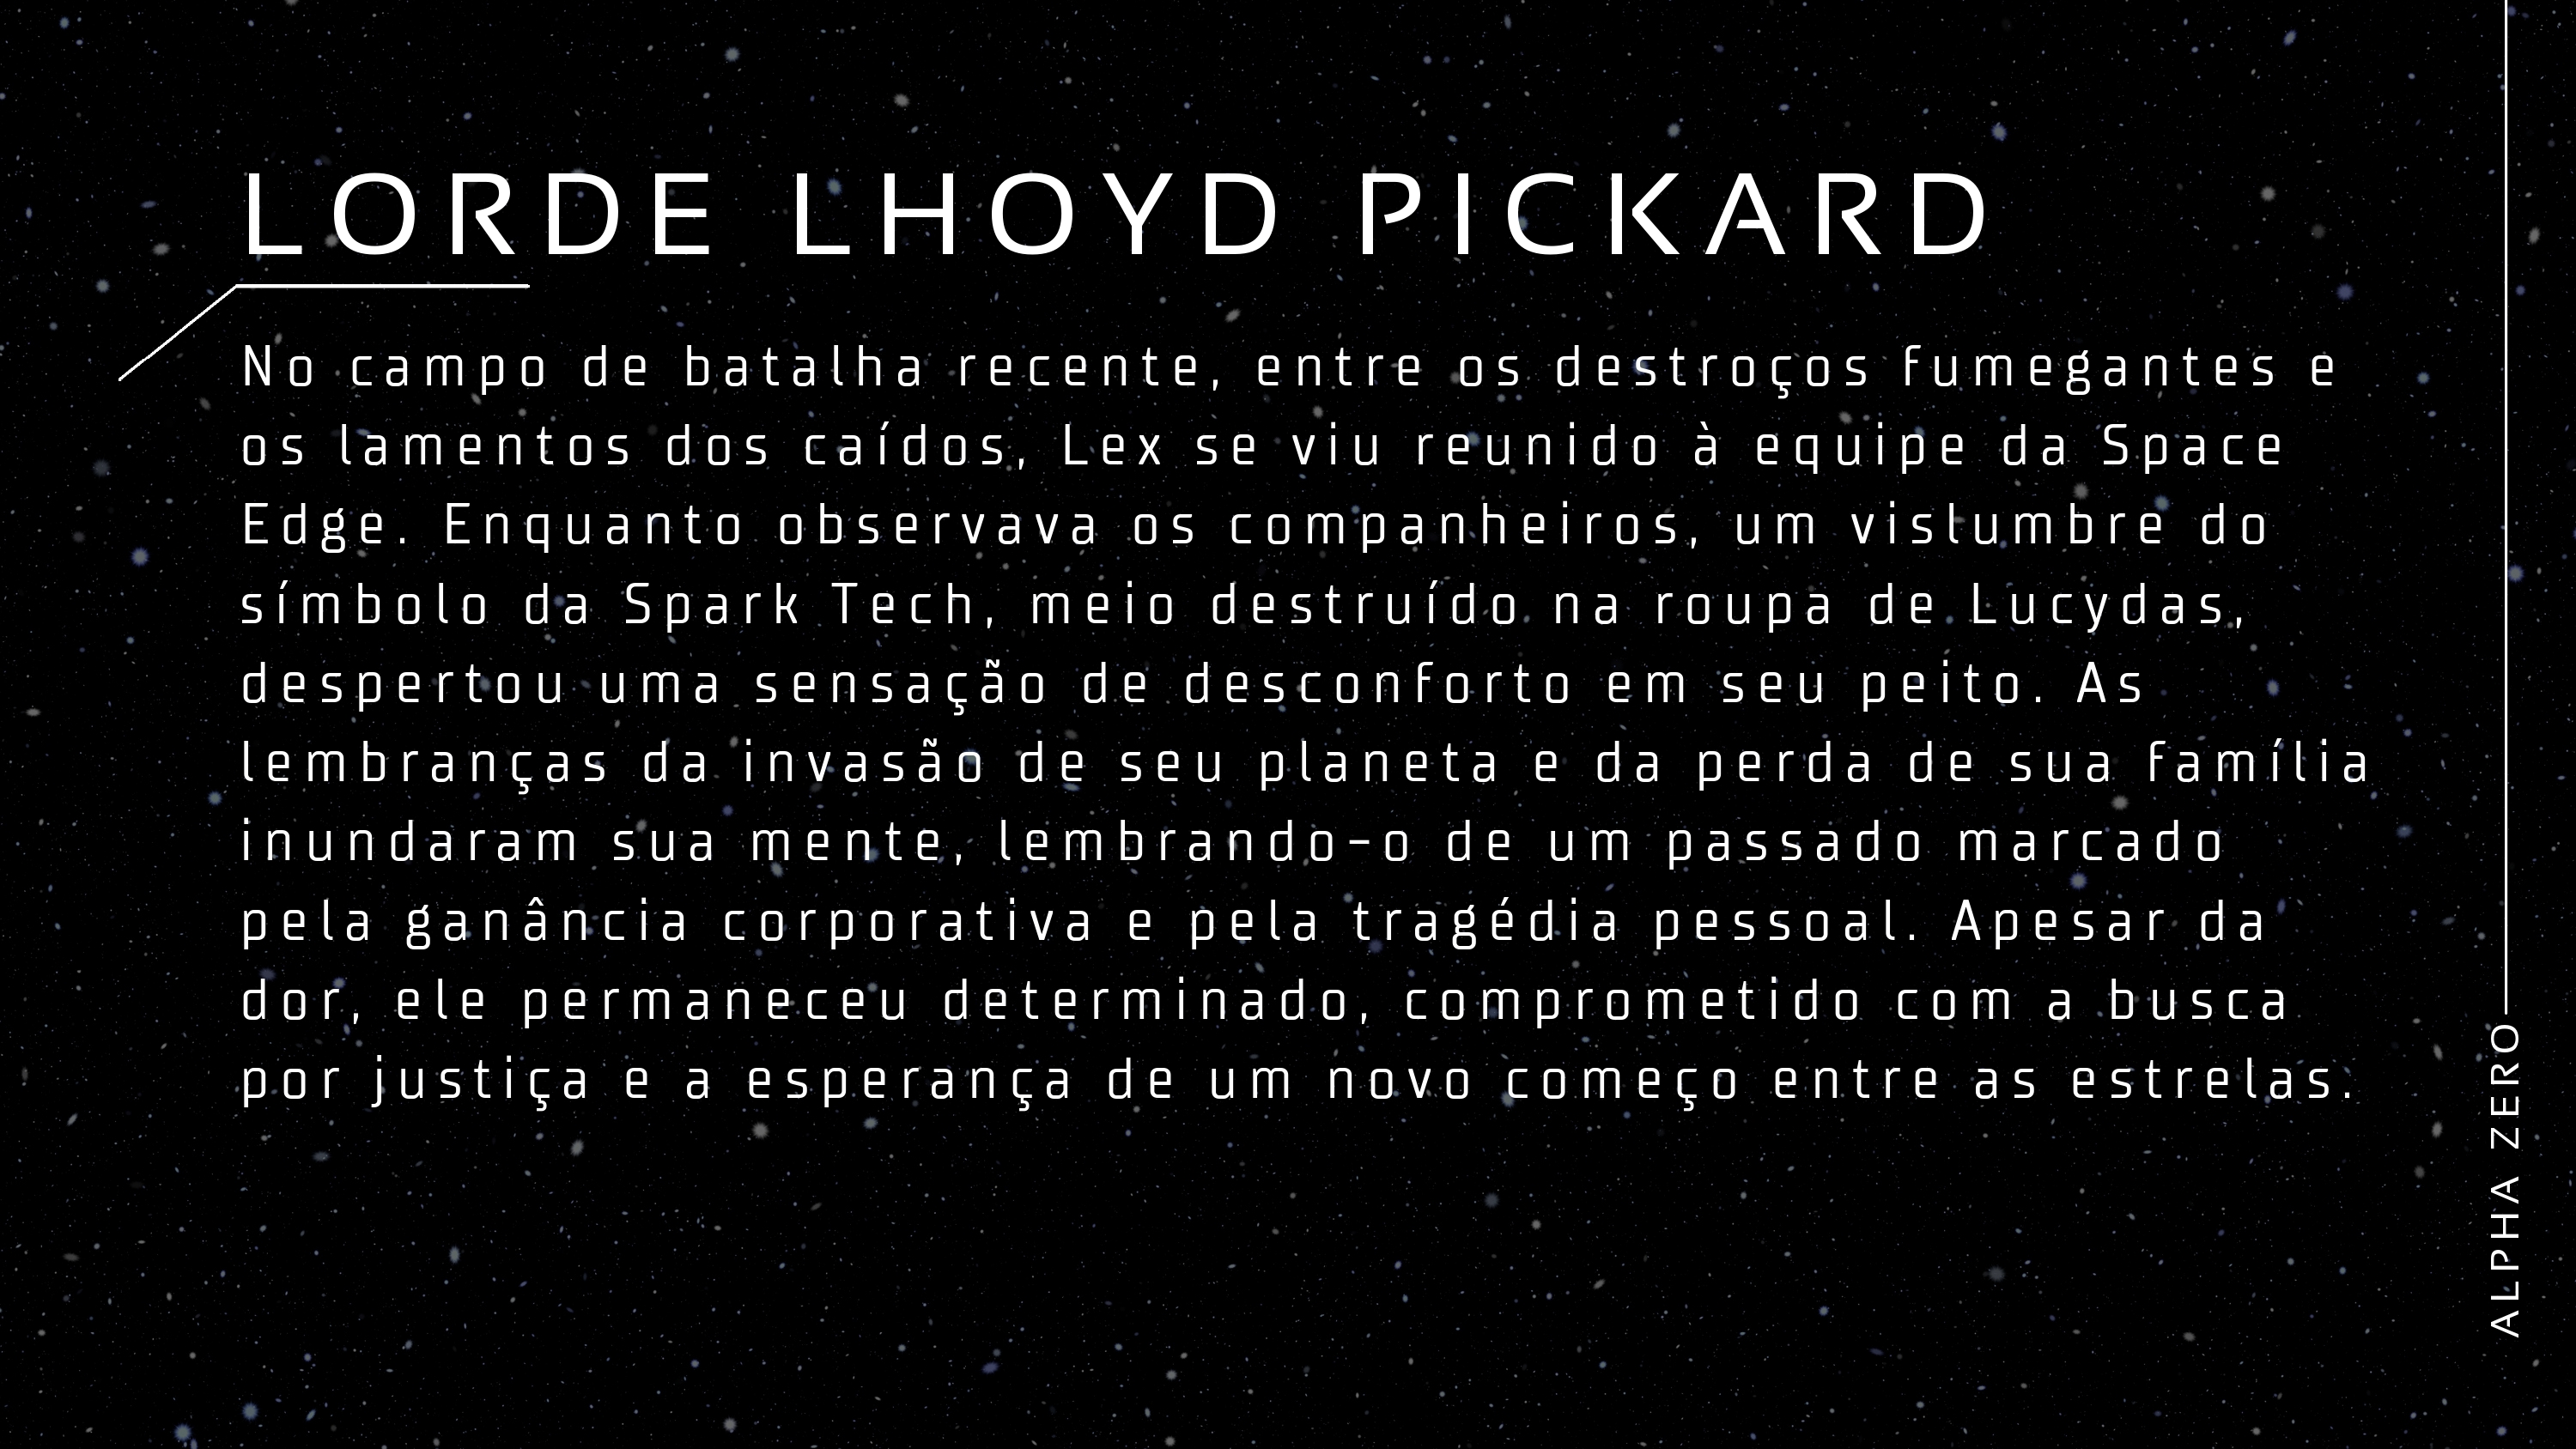 LORDE LHOYD PICKARD
No campo de batalha recente, entre os destroços fumegantes e
os lamentos dos caídos, Lex se viu reunido à equipe da Space
Edge. Enquanto observava os companheiros, um vislumbre do
símbolo da Spark Tech, meio destruído na roupa de Lucydas,
despertou uma sensação de desconforto em seu peito. As
lembranças da invasão de seu planeta e da perda de sua família
inundaram sua mente, lembrando-o de um passado marcado
pela ganância corporativa e pela tragédia pessoal. Apesar da
dor, ele permaneceu determinado, comprometido com a busca
por justiça e a esperança de um novo começo entre as estrelas.
ALPHA ZERO